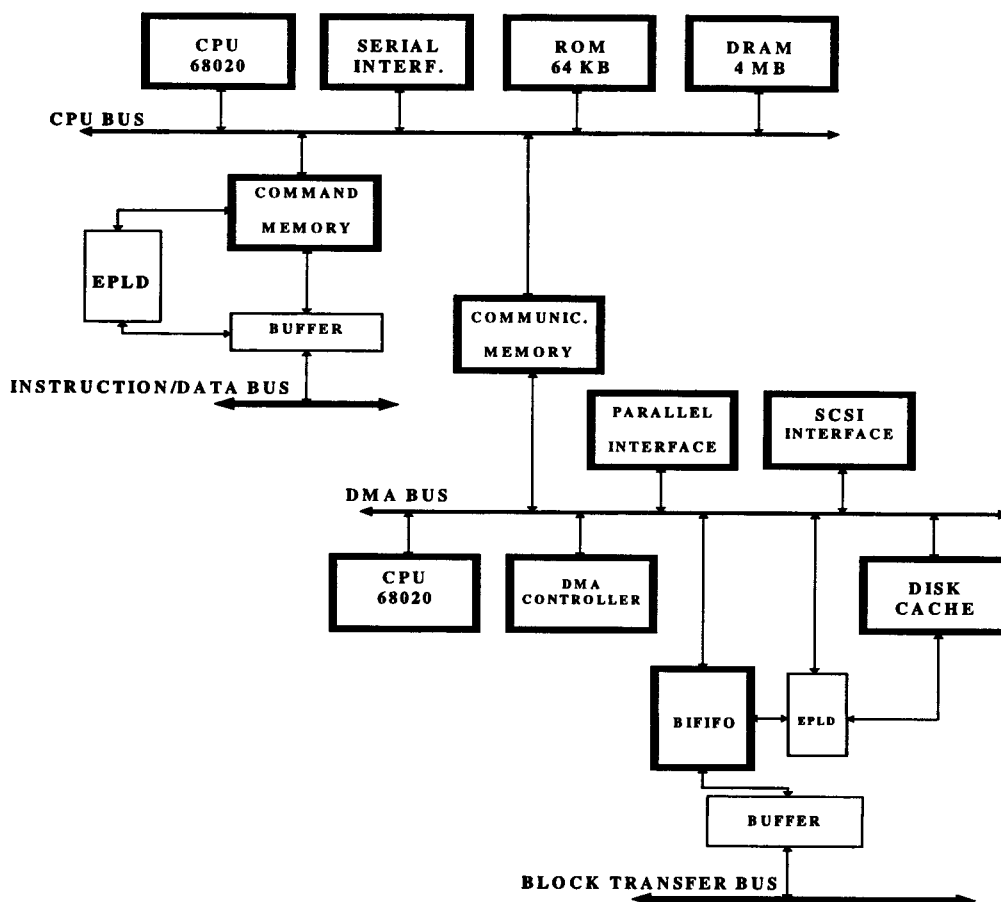 CPU
68020
SERIAL
INTERF.
ROM
64 KB
DRAM
4 MB
CPU BUS
COMMAND
MEMORY
EPLD
BUFFER
INSTRUCTION/DATA BUS
COMMUNIC.
MEMORY
PARALLEL
INTERFACE
SCSI
INTERFACE
DMA BUS
CPU
68020
DMA
CONTROLLER
DISK
CACHE
BIFIFO
EPLD
BUFFER
BLOCK TRANSFER BUS